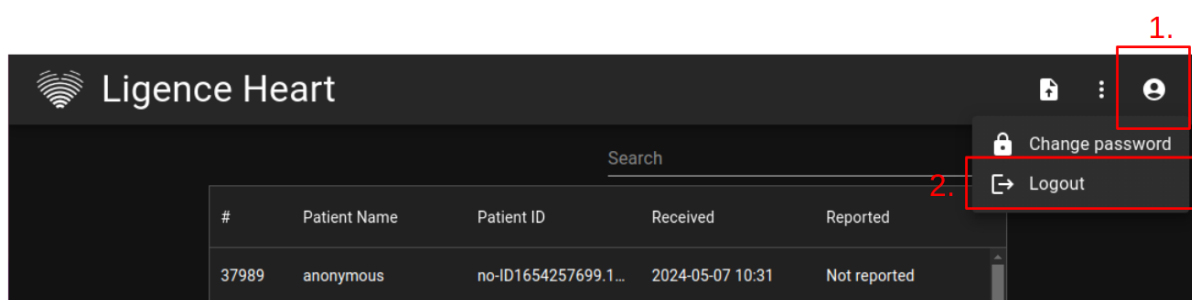 1.
Ligence Heart
Change password
Search
2.
Logout
# Patient Name Patient ID Received Reported
37989 anonymous no-ID1654257699.1... 2024-05-07 10:31 Not reported